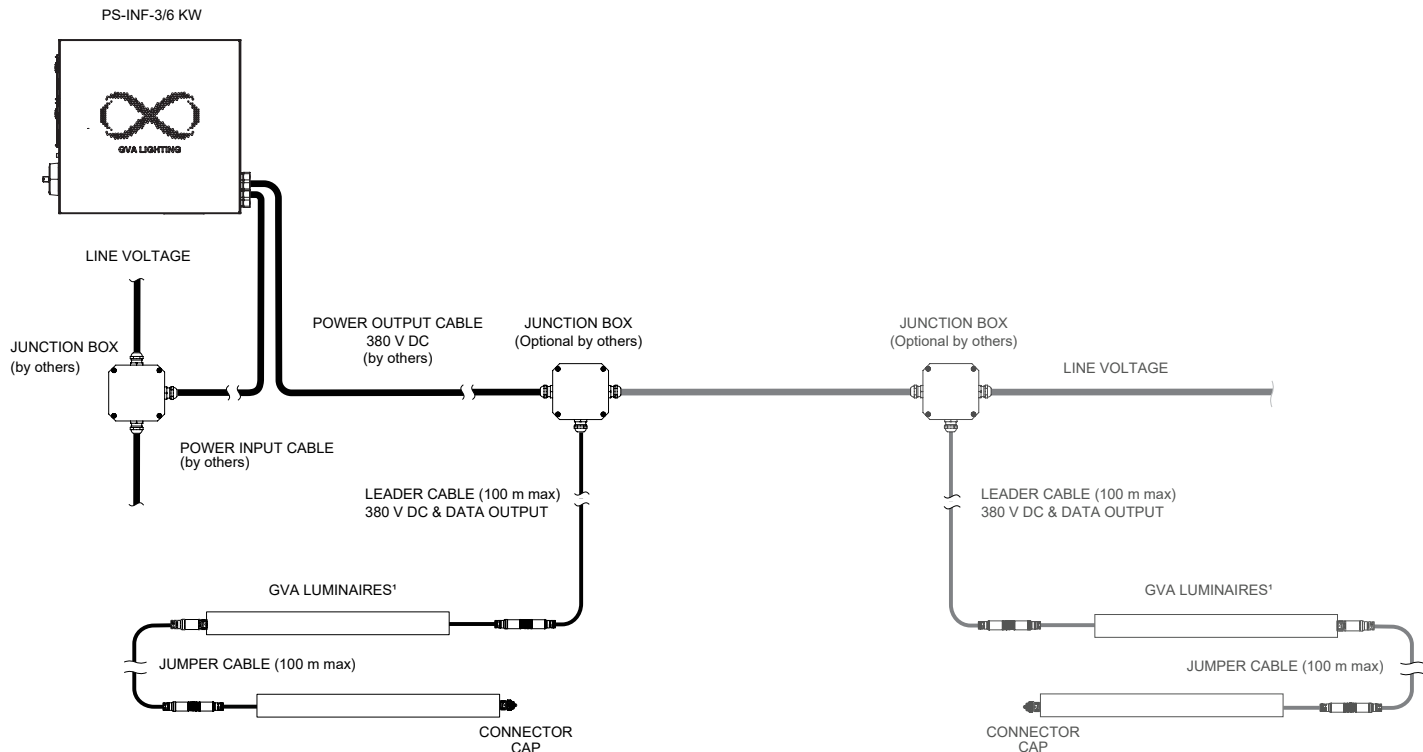 PS-INF-3/6 KW
GVA LIGHTING
LINE VOLTAGE
JUNCTION BOX
(by others)
POWER INPUT CABLE
(by others)
POWER OUTPUT CABLE
380 V DC
(by others)
JUNCTION BOX
(Optional by others)
JUNCTION BOX
(Optional by others)
LINE VOLTAGE
LEADER CABLE (100 m max)
380 V DC & DATA OUTPUT
LEADER CABLE (100 m max)
380 V DC & DATA OUTPUT
GVA LUMINAIRES¹
JUMPER CABLE (100 m max)
CONNECTOR
CAP
GVA LUMINAIRES¹
JUMPER CABLE (100 m max)
CONNECTOR
CAP